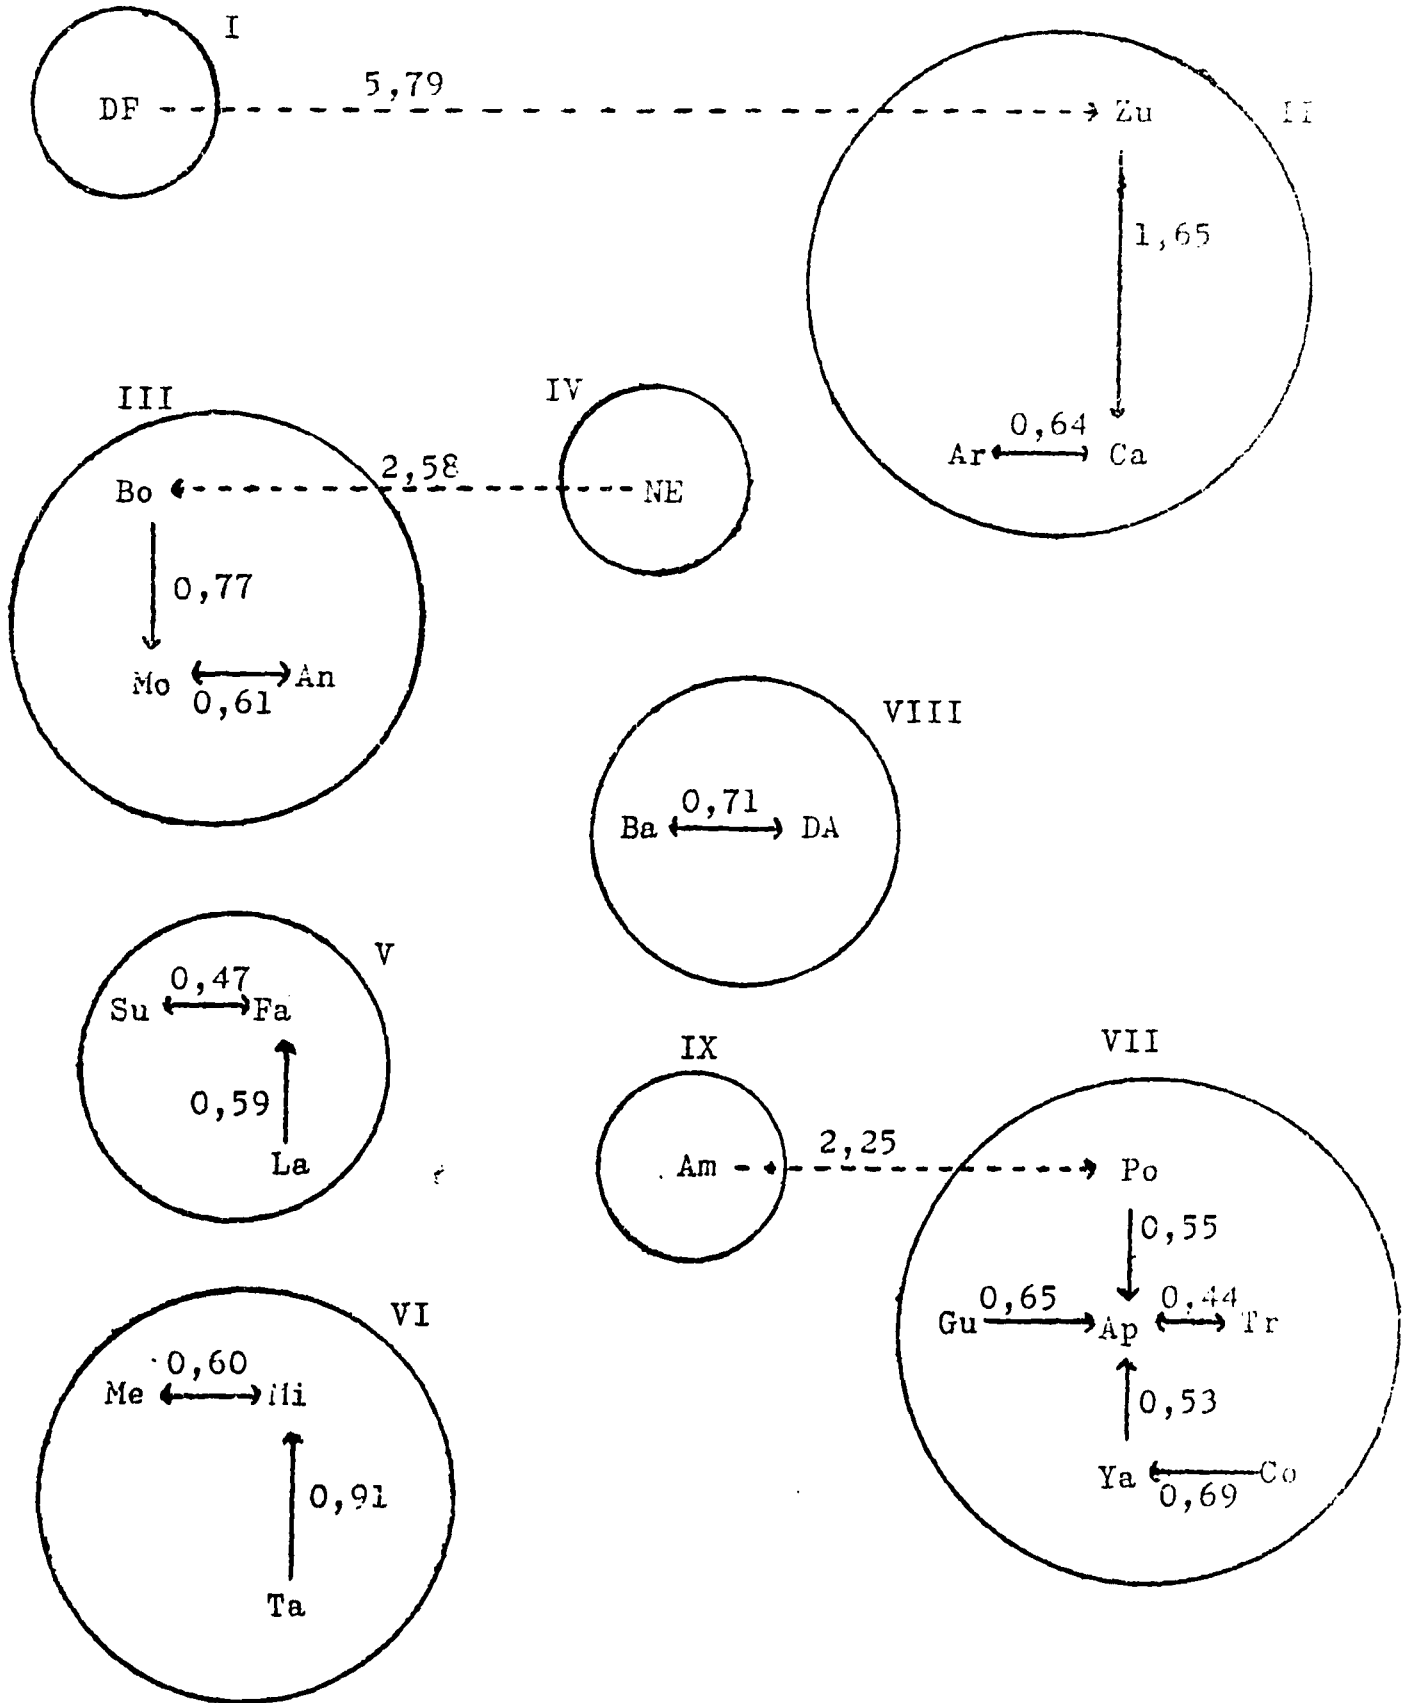 I
5,79
DF
Zu
II
1,65
0,64
Ar
Ca
III
IV
2,58
Bo
NE
0,77
Mo
An
0,61
VIII
0,71
Ba
DA
V
0,47
Su
Fa
0,59
La
IX
VII
2,25
Am
Po
0,55
0,65
0,44
Gu
Ap
Tr
0,53
Ya
Co
0,69
VI
0,60
Me
Mi
0,91
Ta